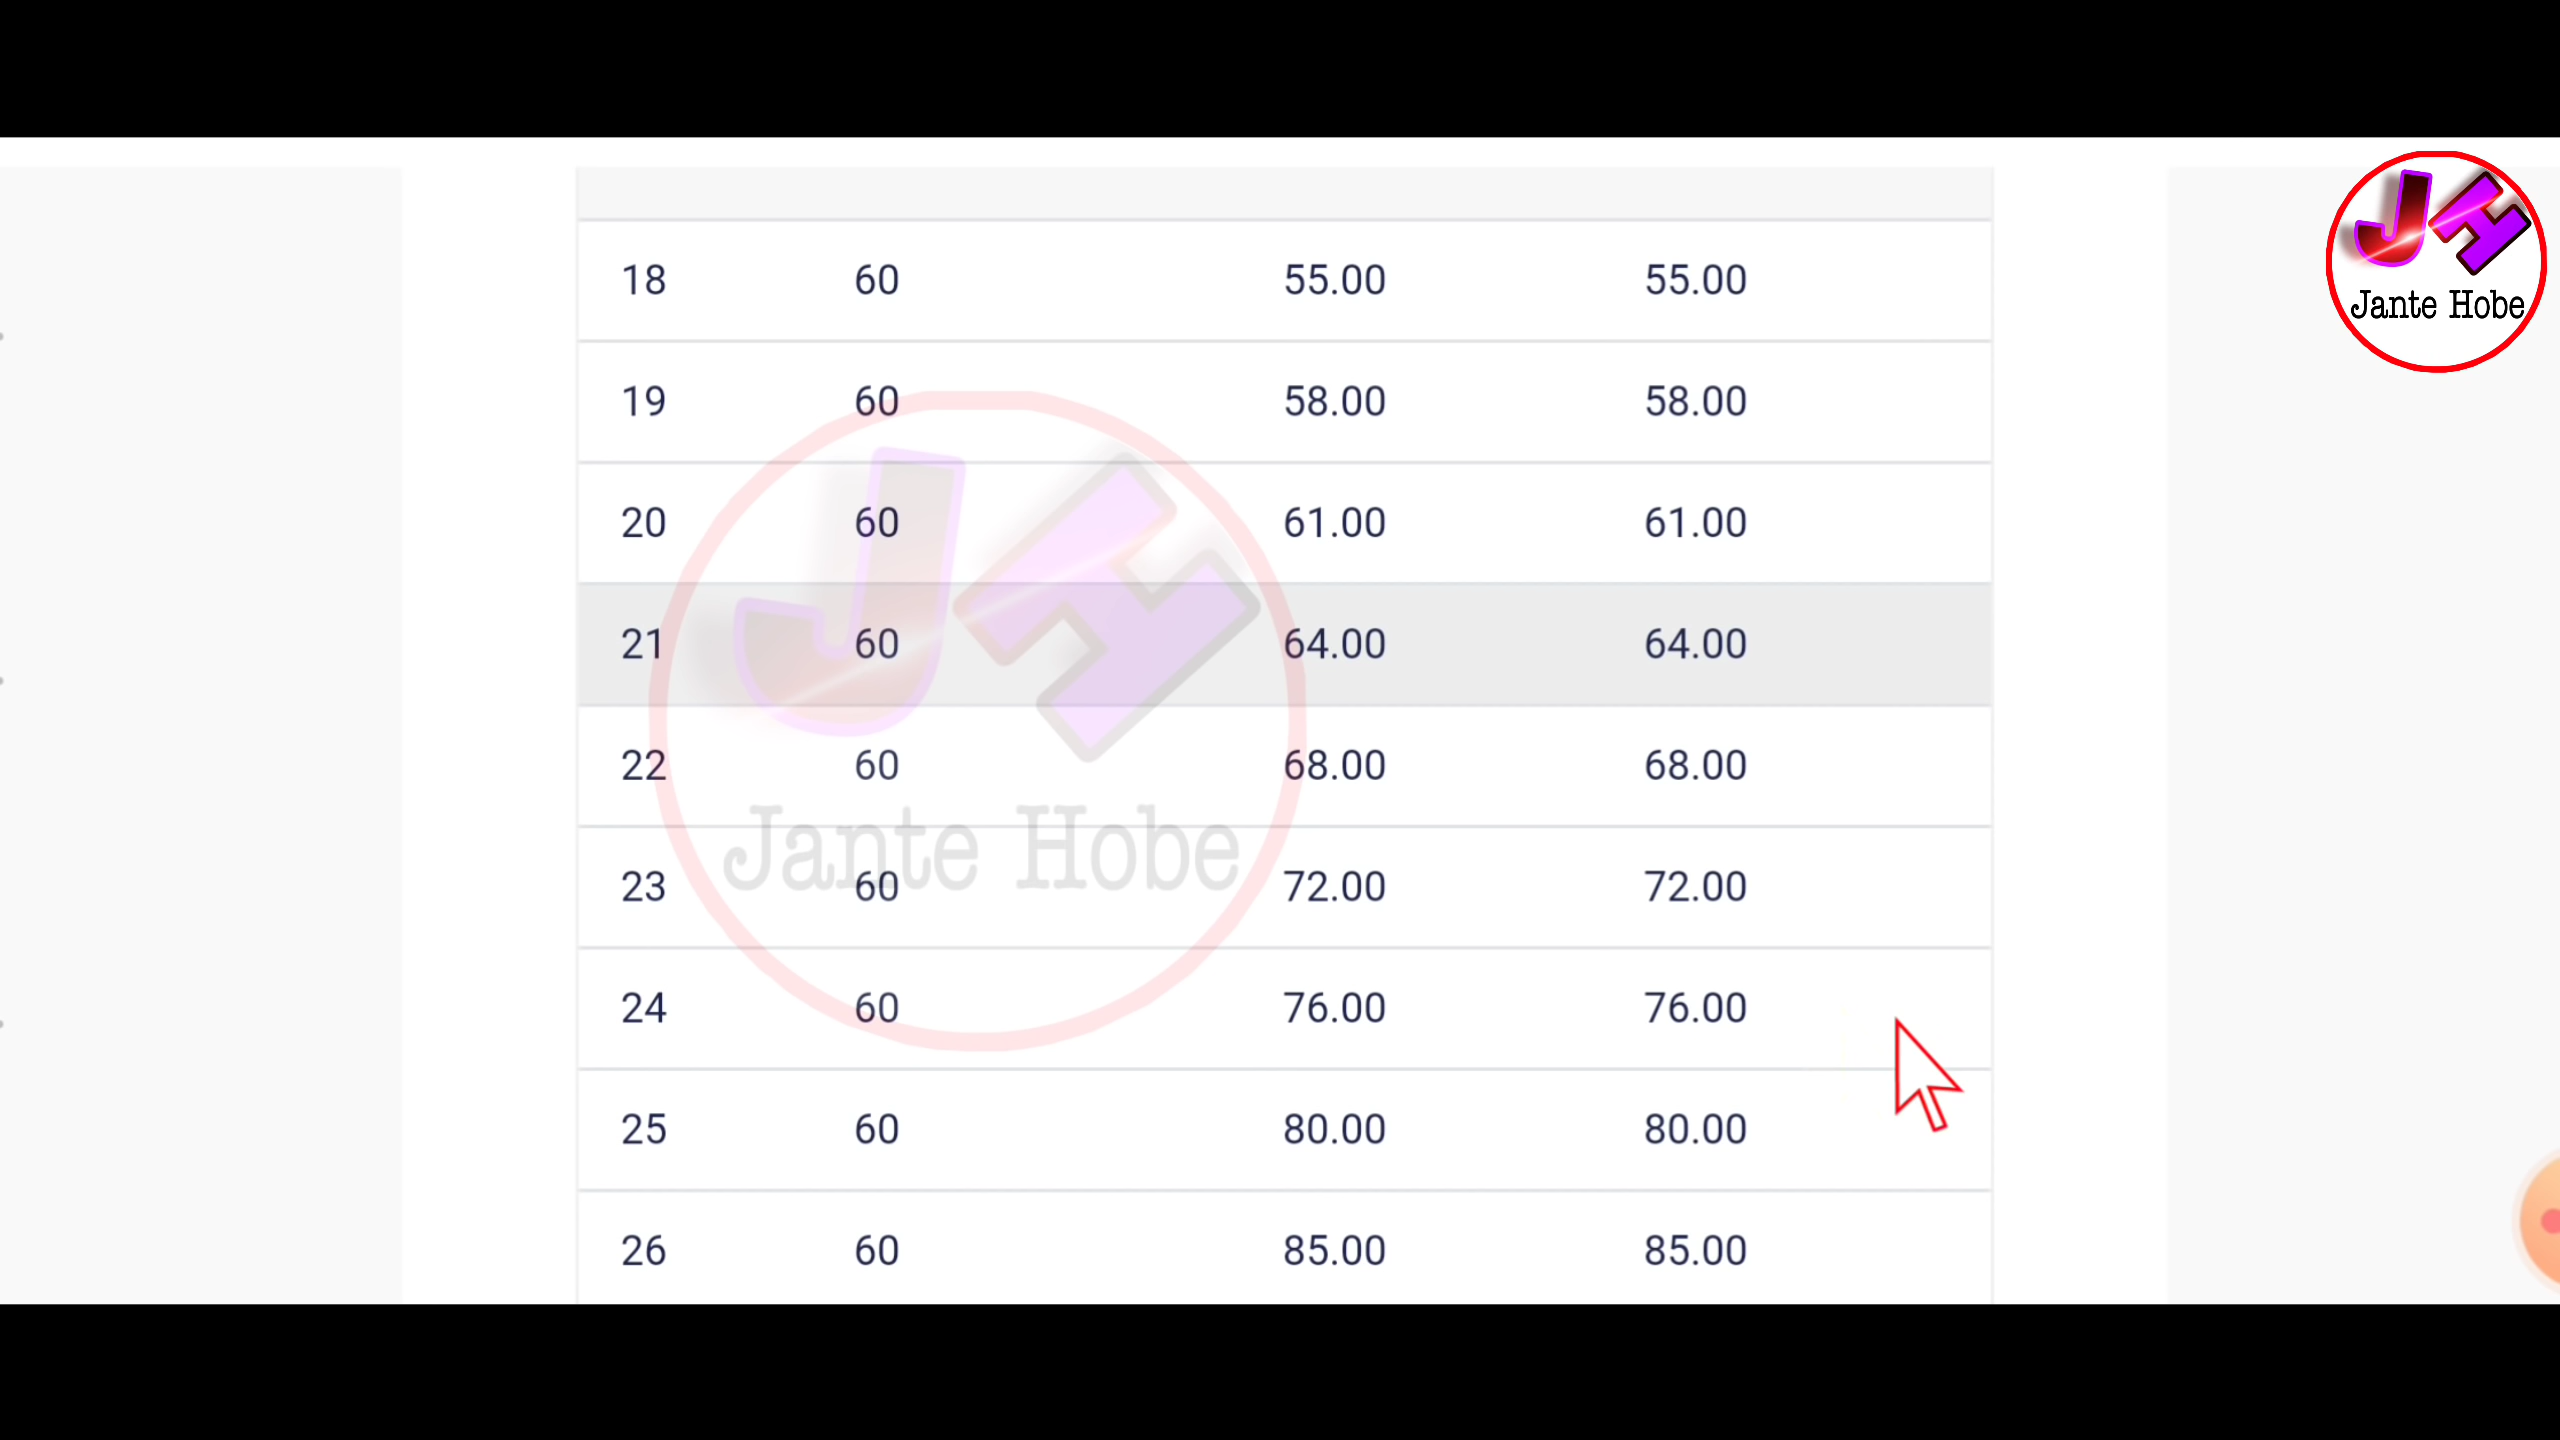 JH
Jante Hobe
18 60 55.00 55.00
19 60 58.00 58.00
20 60 61.00 61.00
21 60 64.00 64.00
22 60 68.00 68.00
JH
Jante Hobe
23 60 72.00 72.00
24 60 76.00 76.00
25 60 80.00 80.00
26 60 85.00 85.00